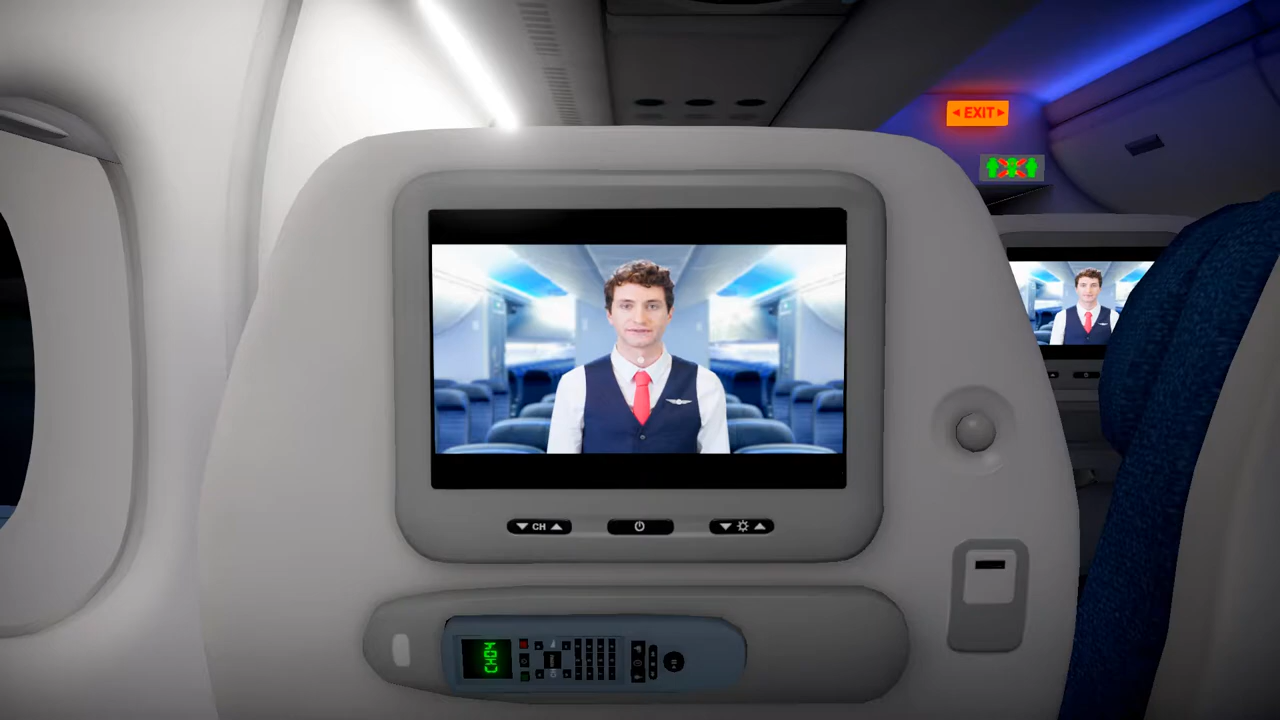 ◄ EXIT ►
▼ CH ▲
CH04